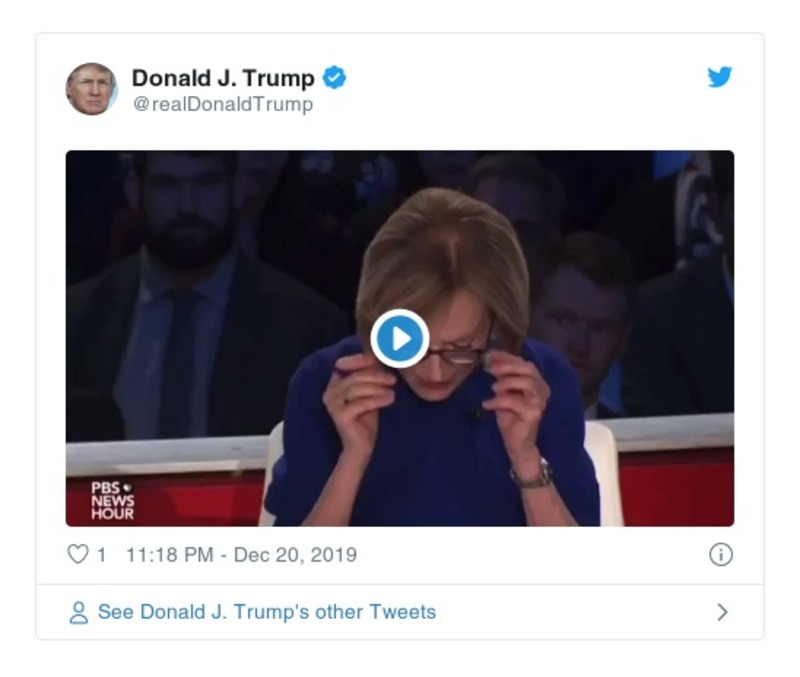 Donald J. Trump
@realDonaldTrump
PBS
NEWS
HOUR
1 11:18 PM - Dec 20, 2019
See Donald J. Trump's other Tweets